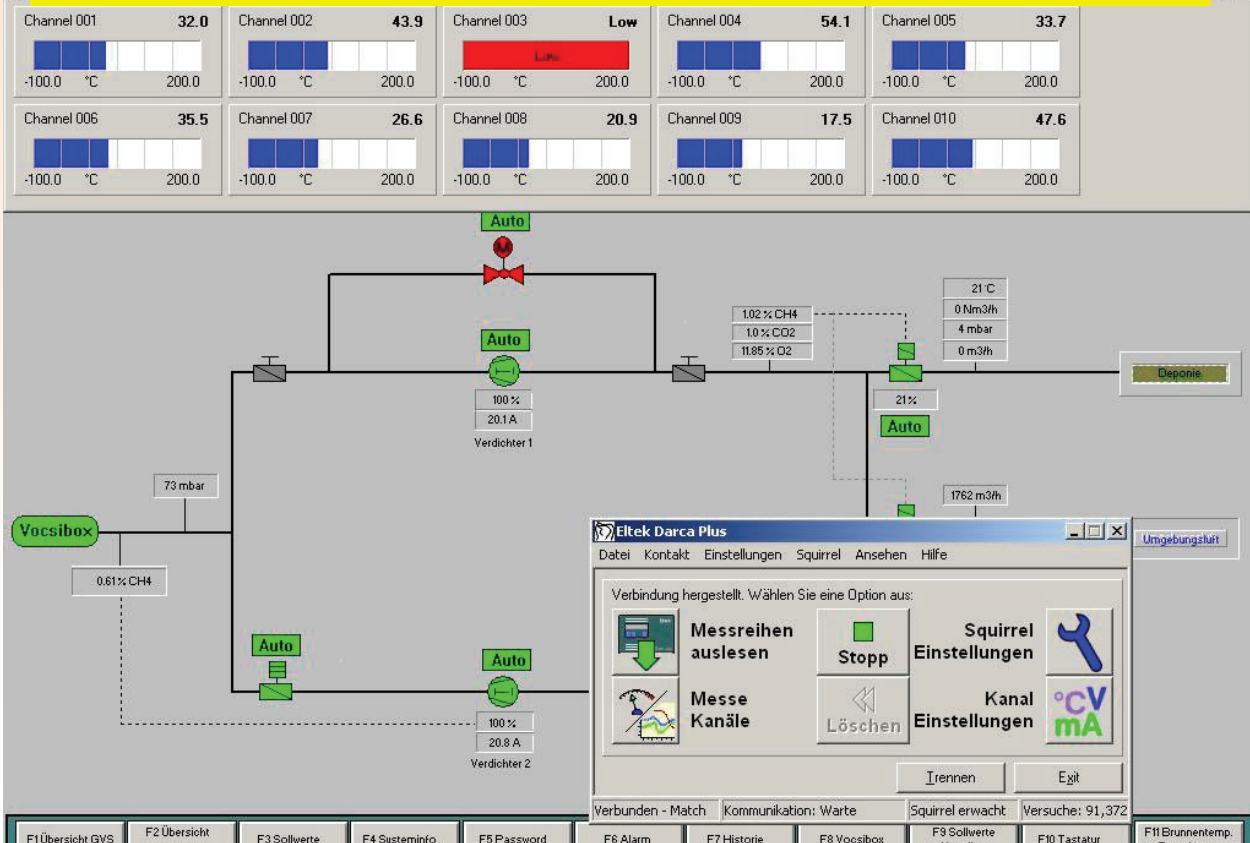 Channel 001 32.0
-100.0 °C 200.0
Channel 002 43.9
-100.0 °C 200.0
Channel 003 Low
Low
-100.0 °C 200.0
Channel 004 54.1
-100.0 °C 200.0
Channel 005 33.7
-100.0 °C 200.0
Channel 006 35.5
-100.0 °C 200.0
Channel 007 26.6
-100.0 °C 200.0
Channel 008 20.9
-100.0 °C 200.0
Channel 009 17.5
-100.0 °C 200.0
Channel 010 47.6
-100.0 °C 200.0
Auto
M
21°C
0 Nm3/h
4 mbar
0 m3/h
1.02 % CH4
1.0 % CO2
11.85 % O2
Auto
100 %
20.1 A
Verdichter 1
21 %
Auto
Deponie
73 mbar
1762 m3/h
Vocsibox
Umgebungsluft
0.61 % CH4
Auto
Auto
100 %
20.8 A
Verdichter 2
Eltek Darca Plus
Datei Kontakt Einstellungen Squirrel Ansehen Hilfe
Verbindung hergestellt. Wählen Sie eine Option aus:
Messreihen
auslesen
Stopp
Squirrel
Einstellungen
Messe
Kanäle
Löschen
Kanal
Einstellungen
°CV
mA
Trennen
Exit
Verbunden - Match
Kommunikation: Warte
Squirrel erwacht
Versuche: 91,372
F1 Übersicht GVS
F2 Übersicht
F3 Sollwerte
F4 Systeminfo
F5 Password
F6 Alarm
F7 Historie
F8 Vocsibox
F9 Sollwerte
F10 Tastatur
F11 Brunnentemp.